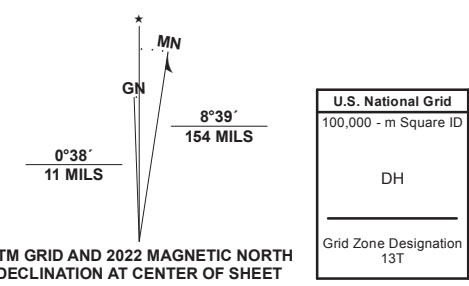 ★
MN
GN
8°39´
154 MILS
0°38´
11 MILS
TM GRID AND 2022 MAGNETIC NORTH
DECLINATION AT CENTER OF SHEET
U.S. National Grid
100,000 - m Square ID
DH
Grid Zone Designation
13T